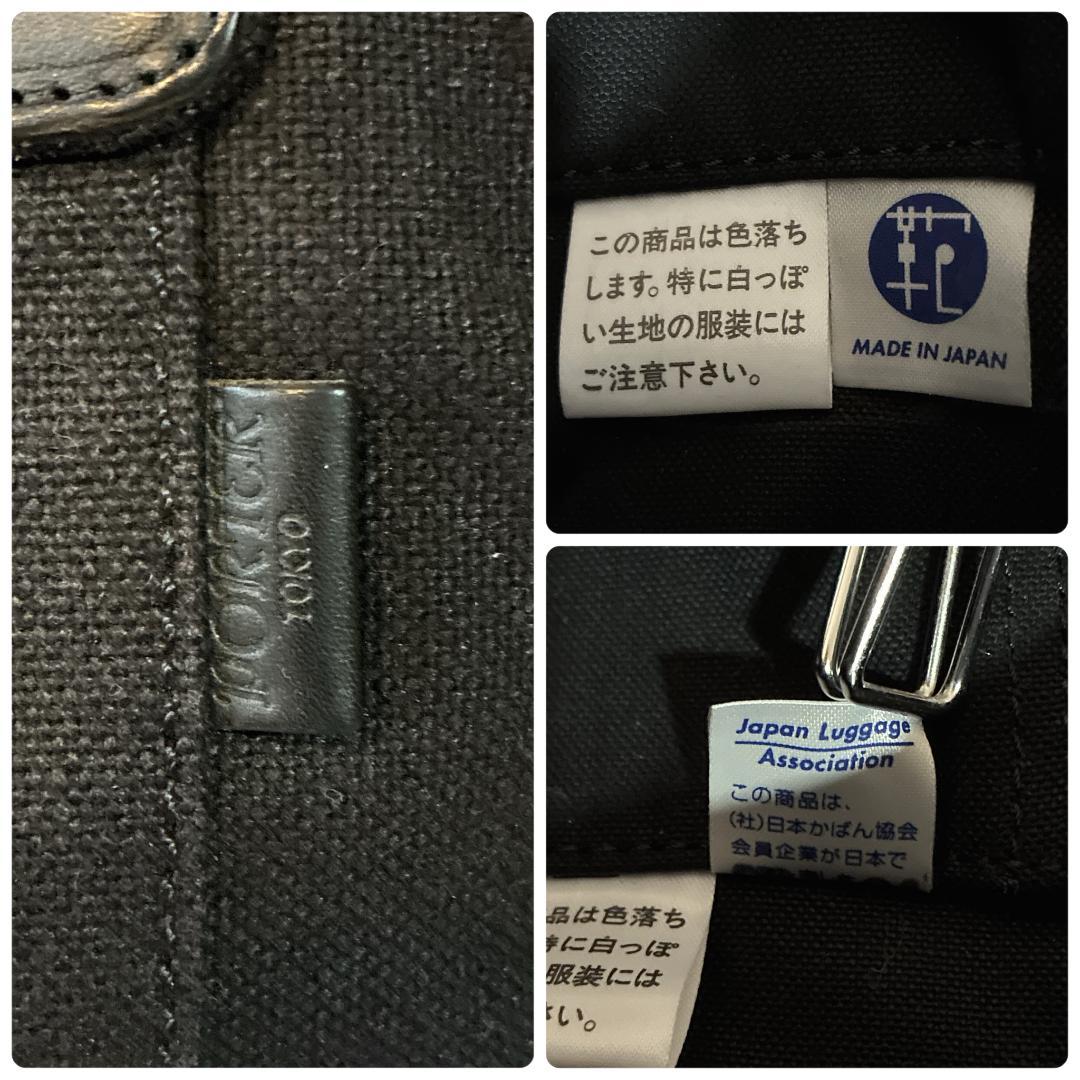 PORTER
TOKYO
この商品は色落ち
します。特に白っぽ
い生地の服装には
ご注意下さい。
鞄
MADE IN JAPAN
Japan Luggage
Association
この商品は、
(社)日本かばん協会
会員企業が日本で
品は色落ち
特に白っぽ
服装には
さい。